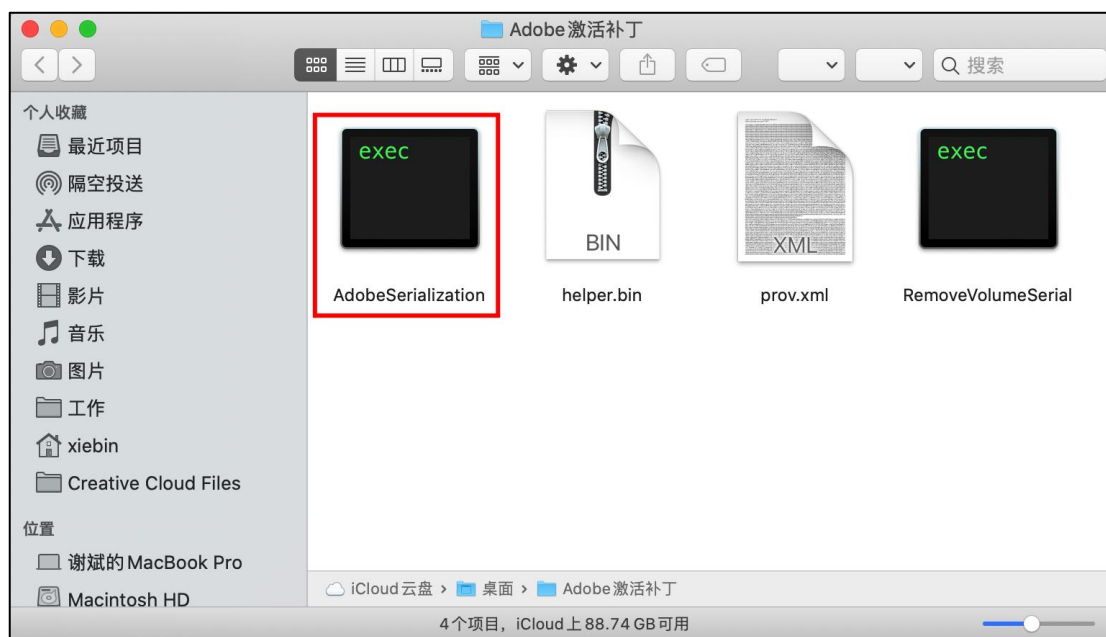 Adobe激活补丁
搜索
个人收藏
最近项目
隔空投送
应用程序
下载
影片
音乐
图片
工作
xiebin
Creative Cloud Files
位置
谢斌的MacBook Pro
Macintosh HD
exec
AdobeSerialization
BIN
helper.bin
XML
prov.xml
exec
RemoveVolumeSerial
iCloud云盘 › 桌面 › Adobe激活补丁
4个项目，iCloud上88.74 GB可用